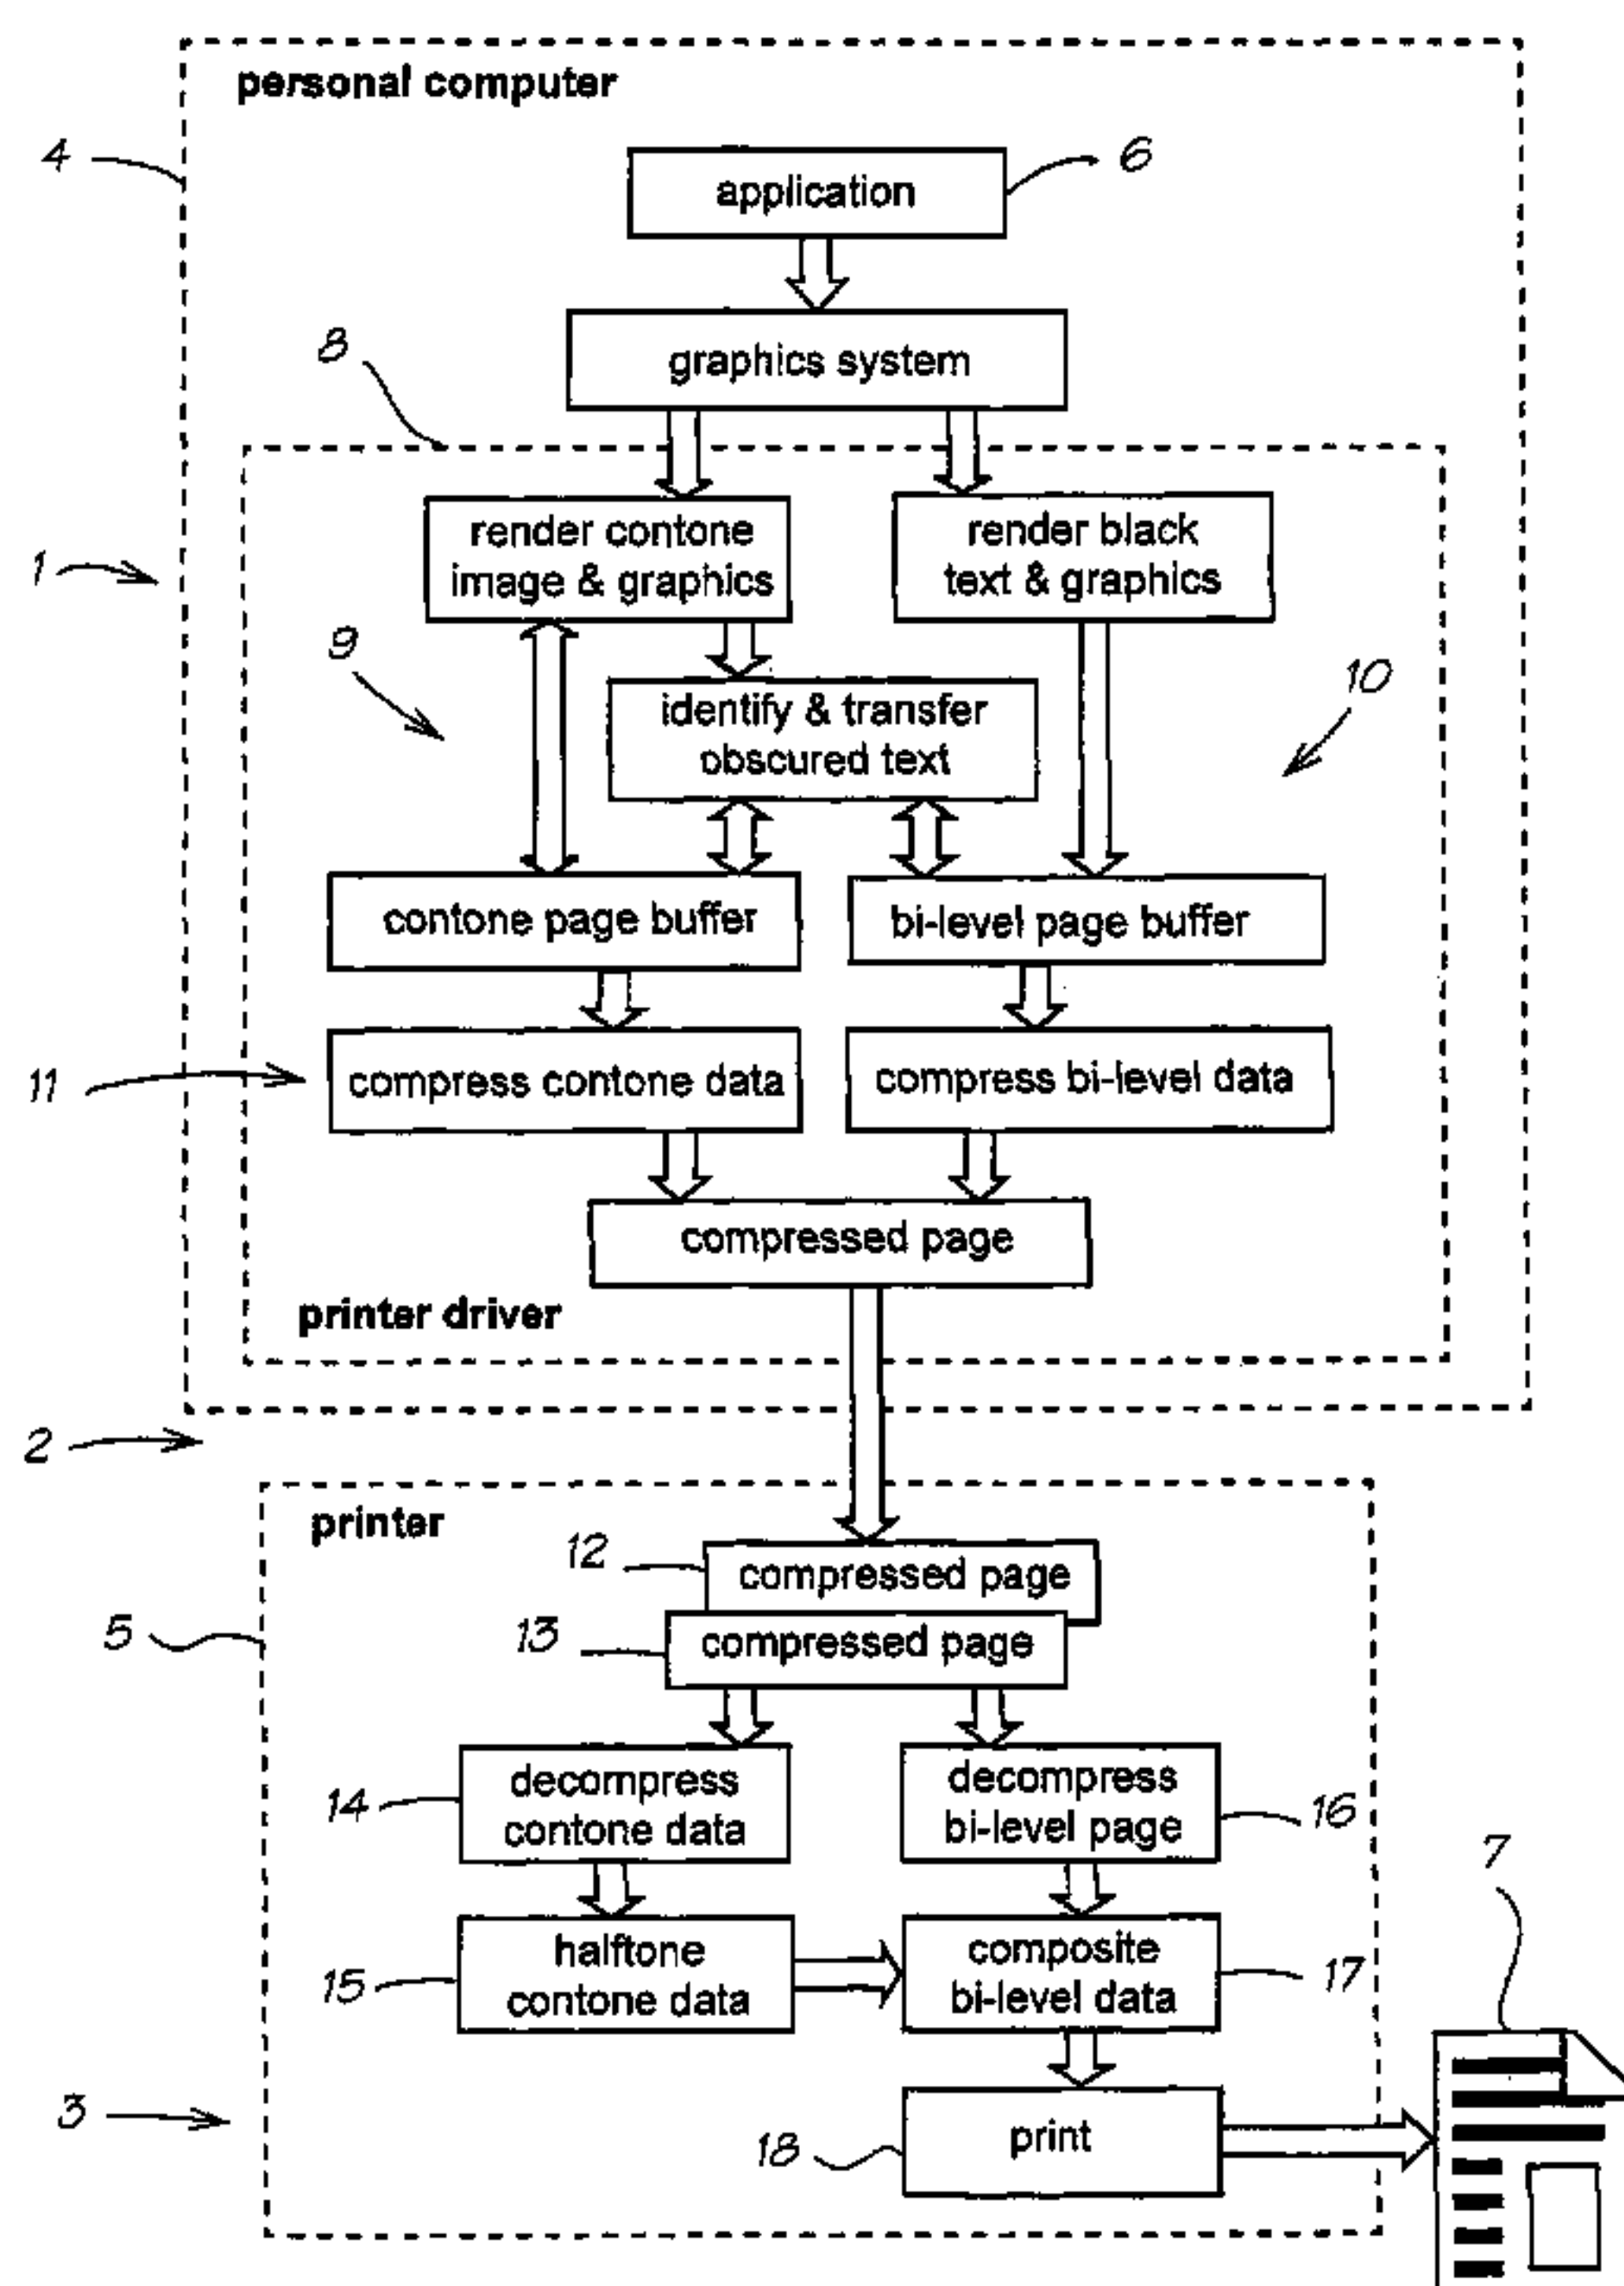 personal computer
4
application
6
graphics system
8
render contone
image & graphics
render black
text & graphics
1
9
identify & transfer
obscured text
10
contone page buffer
bi-level page buffer
11
compress contone data
compress bi-level data
compressed page
printer driver
2
printer
12
compressed page
5
13
compressed page
14
decompress
contone data
decompress
bi-level page
16
7
15
halftone
contone data
composite
bi-level data
17
3
18
print